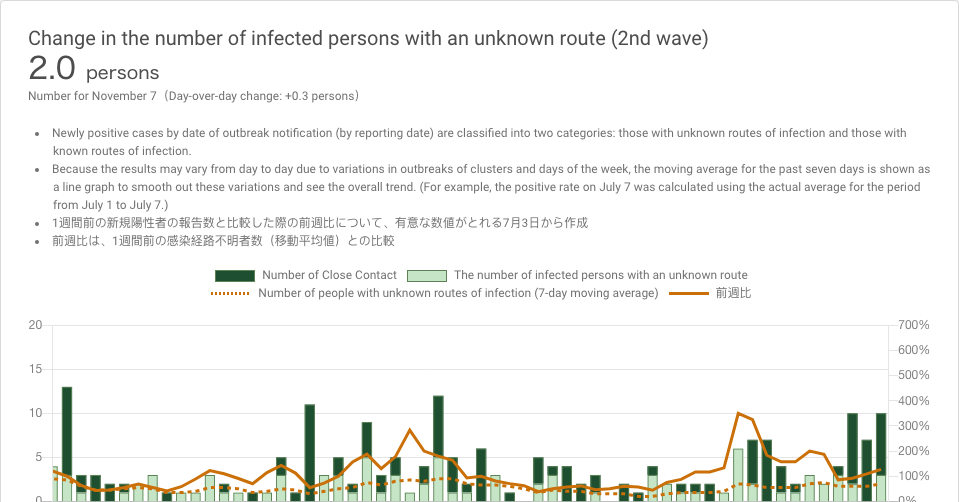 Change in the number of infected persons with an unknown route (2nd wave)
2.0 persons
Number for November 7（Day-over-day change: +0.3 persons）
Newly positive cases by date of outbreak notification (by reporting date) are classified into two categories: those with unknown routes of infection and those with
known routes of infection.
Because the results may vary from day to day due to variations in outbreaks of clusters and days of the week, the moving average for the past seven days is shown as
a line graph to smooth out these variations and see the overall trend. (For example, the positive rate on July 7 was calculated using the actual average for the period
from July 1 to July 7.)
1週間前の新規陽性者の報告数と比較した際の前週比について、有意な数値がとれる7月3日から作成
前週比は、1週間前の感染経路不明者数（移動平均値）との比較
Number of Close Contact The number of infected persons with an unknown route
Number of people with unknown routes of infection (7-day moving average) 前週比
20 700%
600%
15 500%
10 400%
300%
5 200%
100%
0 0%